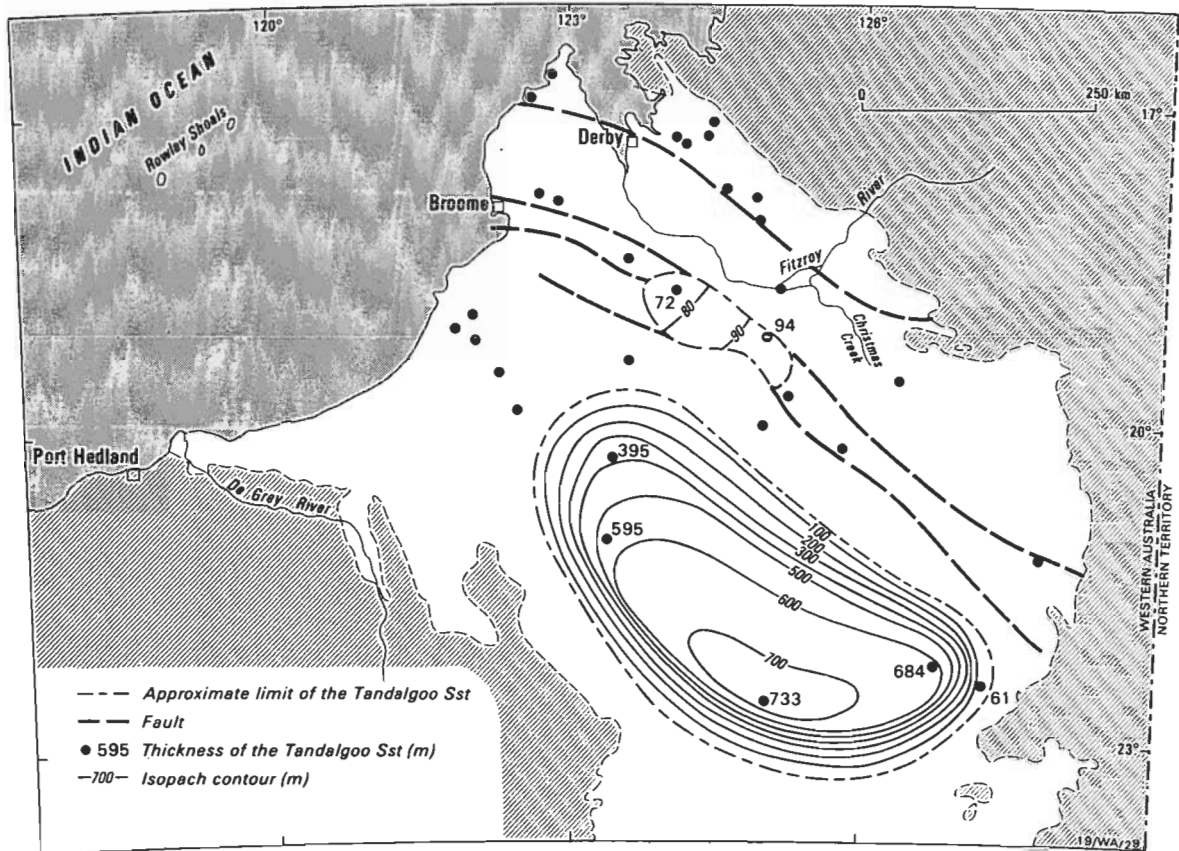 120°
123°
126°
INDIAN OCEAN
Rowley Shoals
0 250 km
17°
Derby
Broome
River
Fitzroy
Christmas
Creek
72
80
90
94
20°
Port Hedland
De Grey River
395
595
100
200
300
500
600
700
733
684
61
WESTERN AUSTRALIA
NORTHERN TERRITORY
23°
Approximate limit of the Tandalgoo Sst
Fault
595 Thickness of the Tandalgoo Sst (m)
700 Isopach contour (m)
19/WA/29